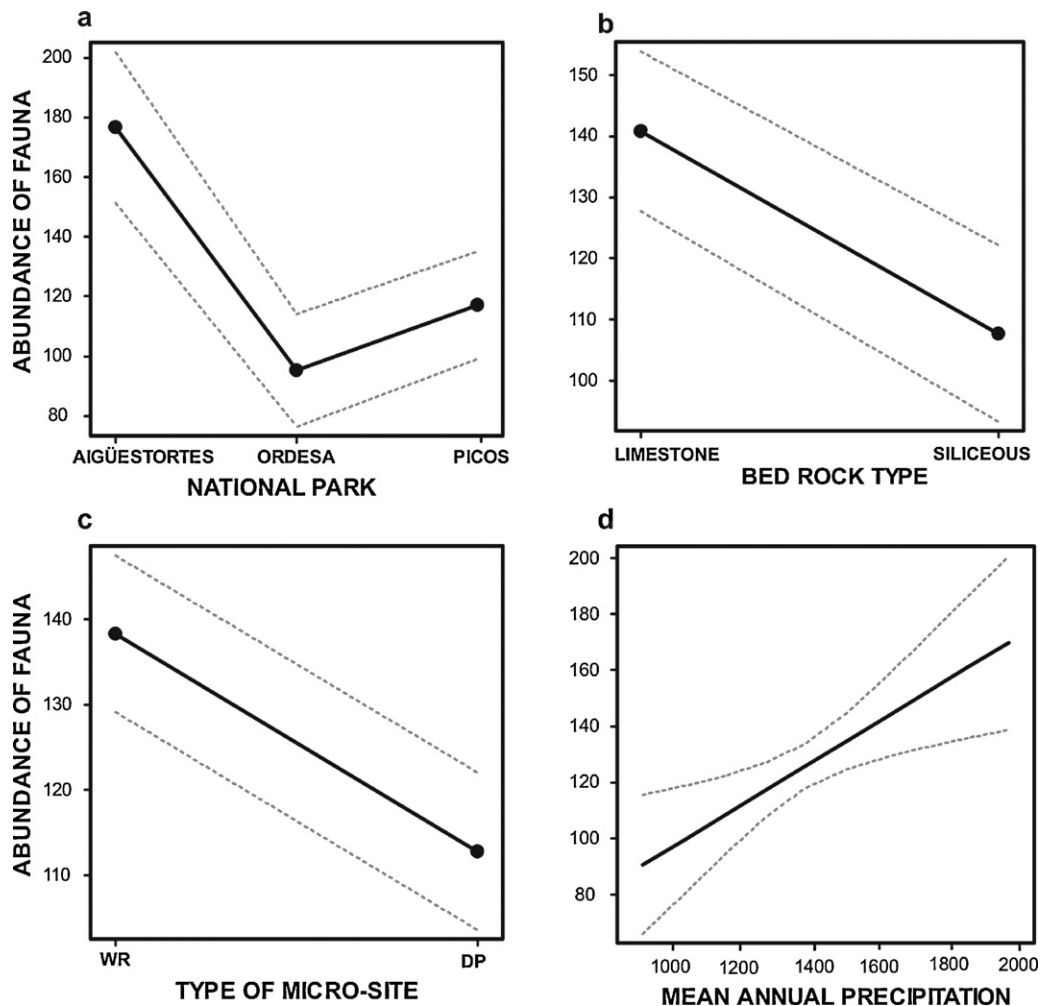 a
200
180
160
140
120
100
80
ABUNDANCE OF FAUNA
AIGÜESTORTES ORDESA PICOS
NATIONAL PARK
b
150
140
130
120
110
100
LIMESTONE SILICEOUS
BED ROCK TYPE
c
140
130
120
110
ABUNDANCE OF FAUNA
WR DP
TYPE OF MICRO-SITE
d
200
180
160
140
120
100
80
1000 1200 1400 1600 1800 2000
MEAN ANNUAL PRECIPITATION